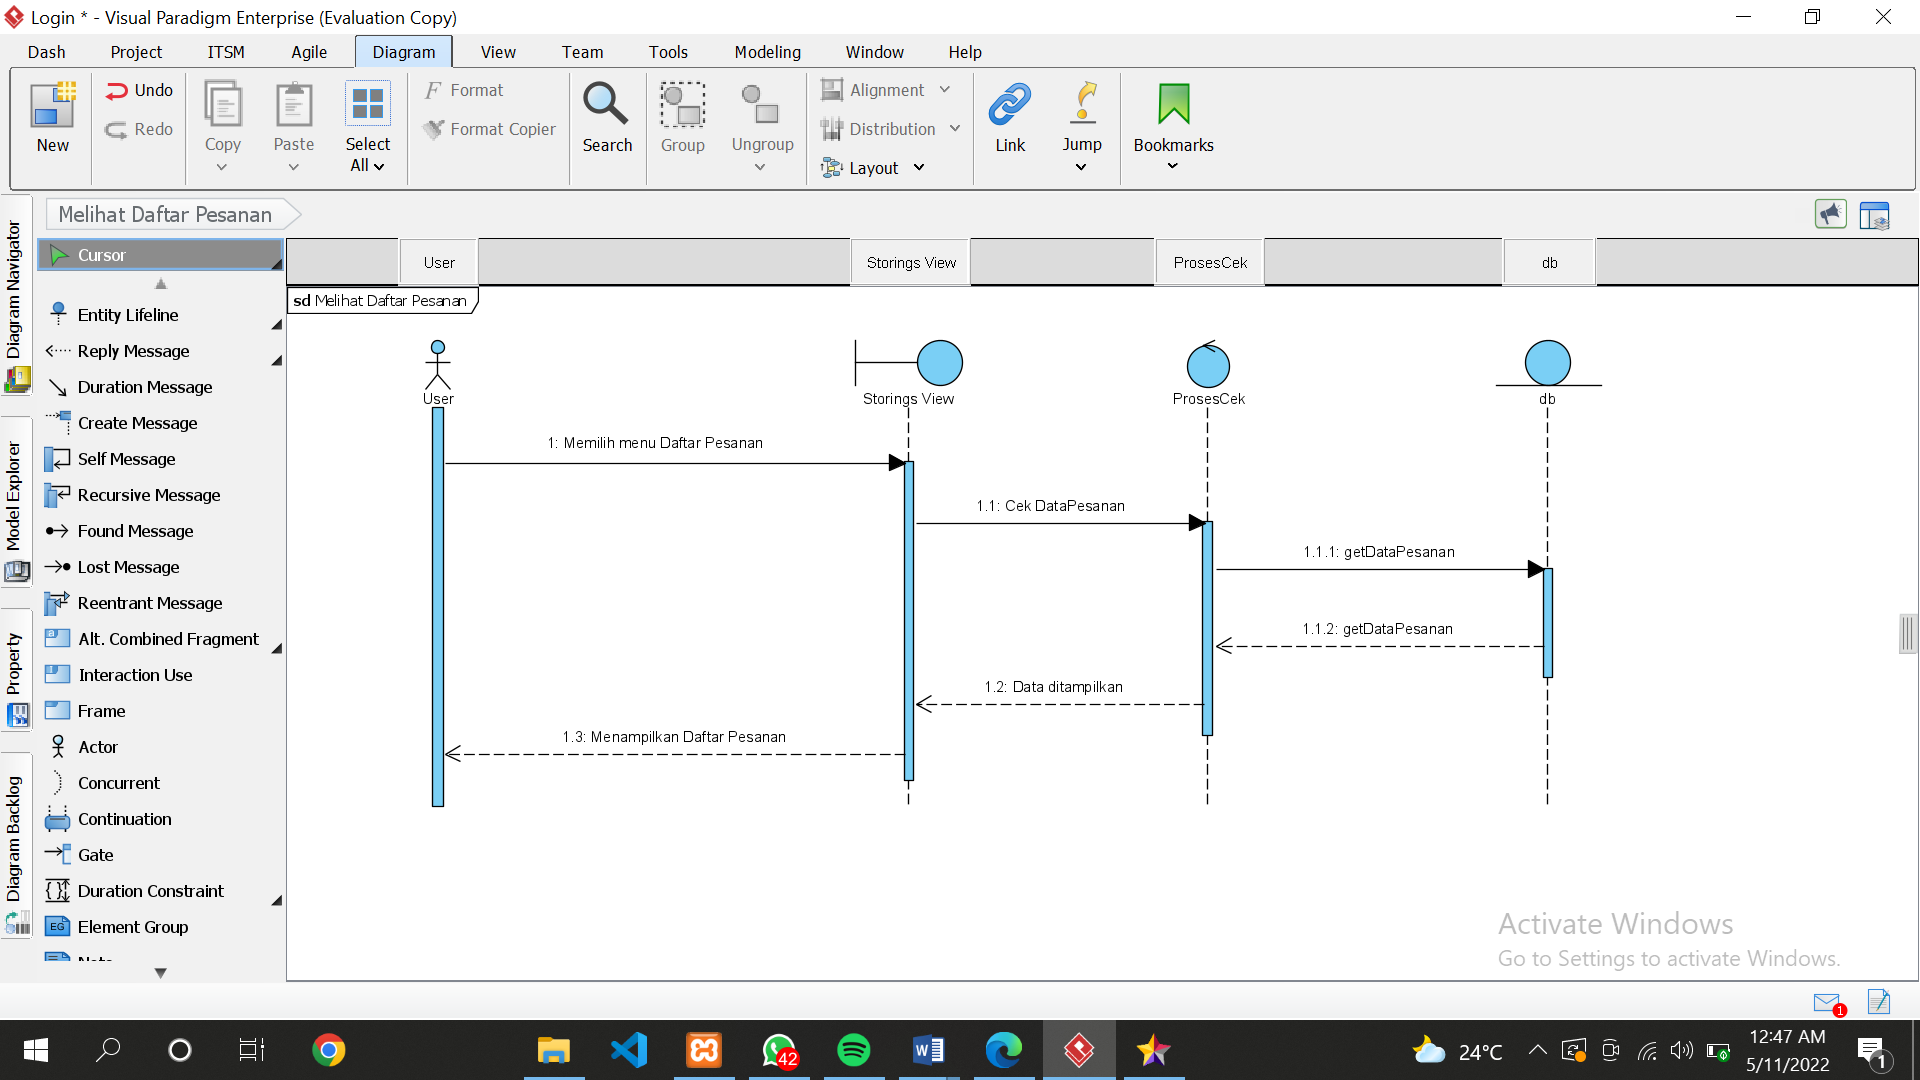 Login * - Visual Paradigm Enterprise (Evaluation Copy)
Dash Project ITSM Agile Diagram View Team Tools Modeling Window Help
New
Undo
Redo
Copy
Paste
Select
All
Format
Format Copier
Search
Group
Ungroup
Alignment
Distribution
Layout
Link
Jump
Bookmarks
Melihat Daftar Pesanan
Diagram Navigator
Model Explorer
Property
Diagram Backlog
Cursor
Entity Lifeline
Reply Message
Duration Message
Create Message
Self Message
Recursive Message
Found Message
Lost Message
Reentrant Message
a
Alt. Combined Fragment
Interaction Use
Frame
Actor
Concurrent
Continuation
Gate
Duration Constraint
EG
Element Group
User Storings View ProsesCek db
sd Melihat Daftar Pesanan
User
Storings View
ProsesCek
db
1: Memilih menu Daftar Pesanan
1.1: Cek DataPesanan
1.1.1: getDataPesanan
1.1.2: getDataPesanan
1.2: Data ditampilkan
1.3: Menampilkan Daftar Pesanan
Activate Windows
Go to Settings to activate Windows.
1
42
24°C
12:47 AM
5/11/2022
1